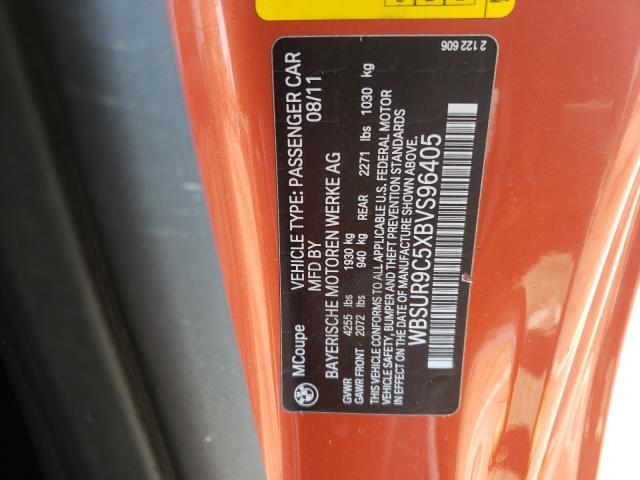 MCoupe
VEHICLE TYPE: PASSENGER CAR
MFD BY 08/11
BAYERISCHE MOTOREN WERKE AG
GVWR 4255 lbs 1930 kg
GAWR FRONT 2072 lbs 940 kg REAR 2271 lbs 1030 kg
THIS VEHICLE CONFORMS TO ALL APPLICABLE U.S. FEDERAL MOTOR
VEHICLE SAFETY, BUMPER AND THEFT PREVENTION STANDARDS
IN EFFECT ON THE DATE OF MANUFACTURE SHOWN ABOVE.
WBSUR9C5XBVS96405
2 122 606